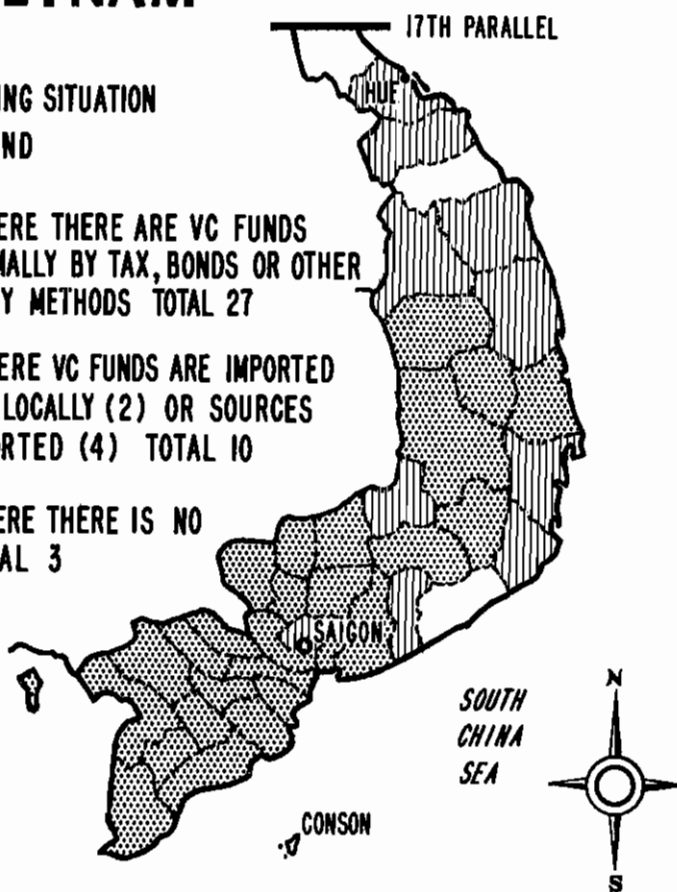 17TH PARALLEL
HUE
ING SITUATION
ND
ERE THERE ARE VC FUNDS
NALLY BY TAX, BONDS OR OTHER
Y METHODS TOTAL 27
ERE VC FUNDS ARE IMPORTED
LOCALLY (2) OR SOURCES
RTED (4) TOTAL 10
ERE THERE IS NO
AL 3
SAIGON
SOUTH
CHINA
SEA
N
S
CONSON